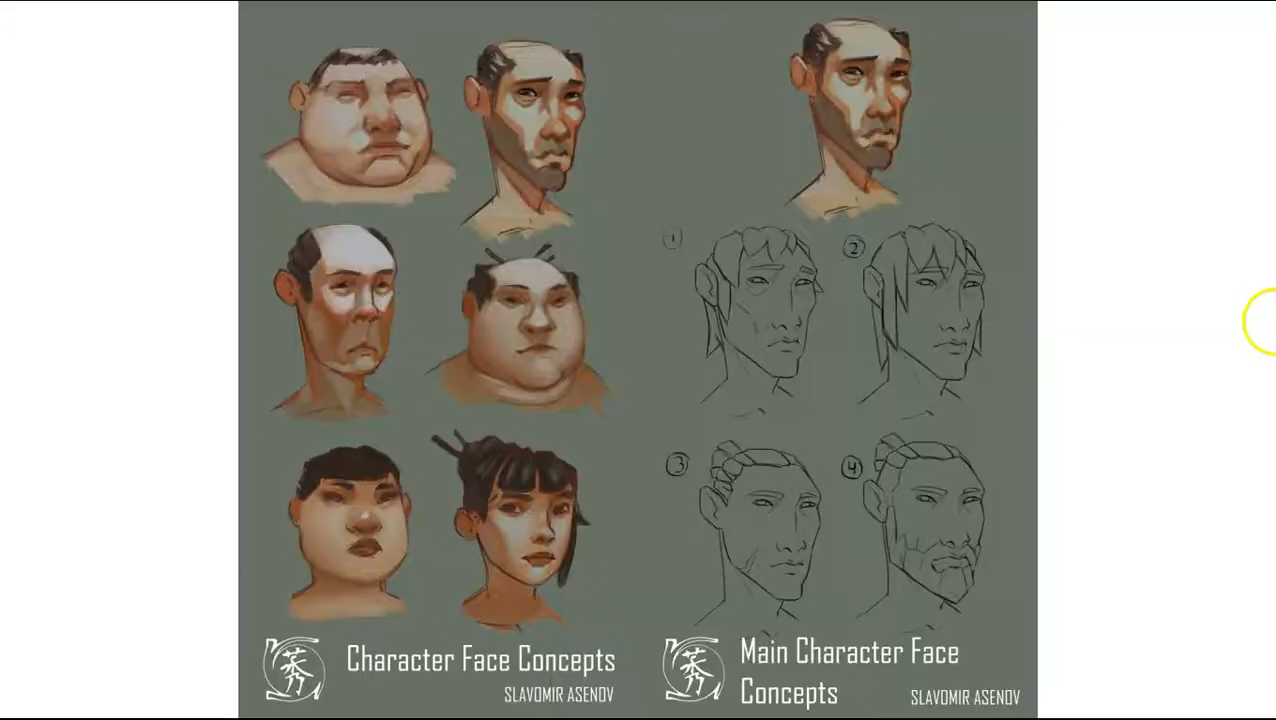 1
2
3
4
Character Face Concepts
SLAVOMIR ASENOV
Main Character Face
Concepts
SLAVOMIR ASENOV